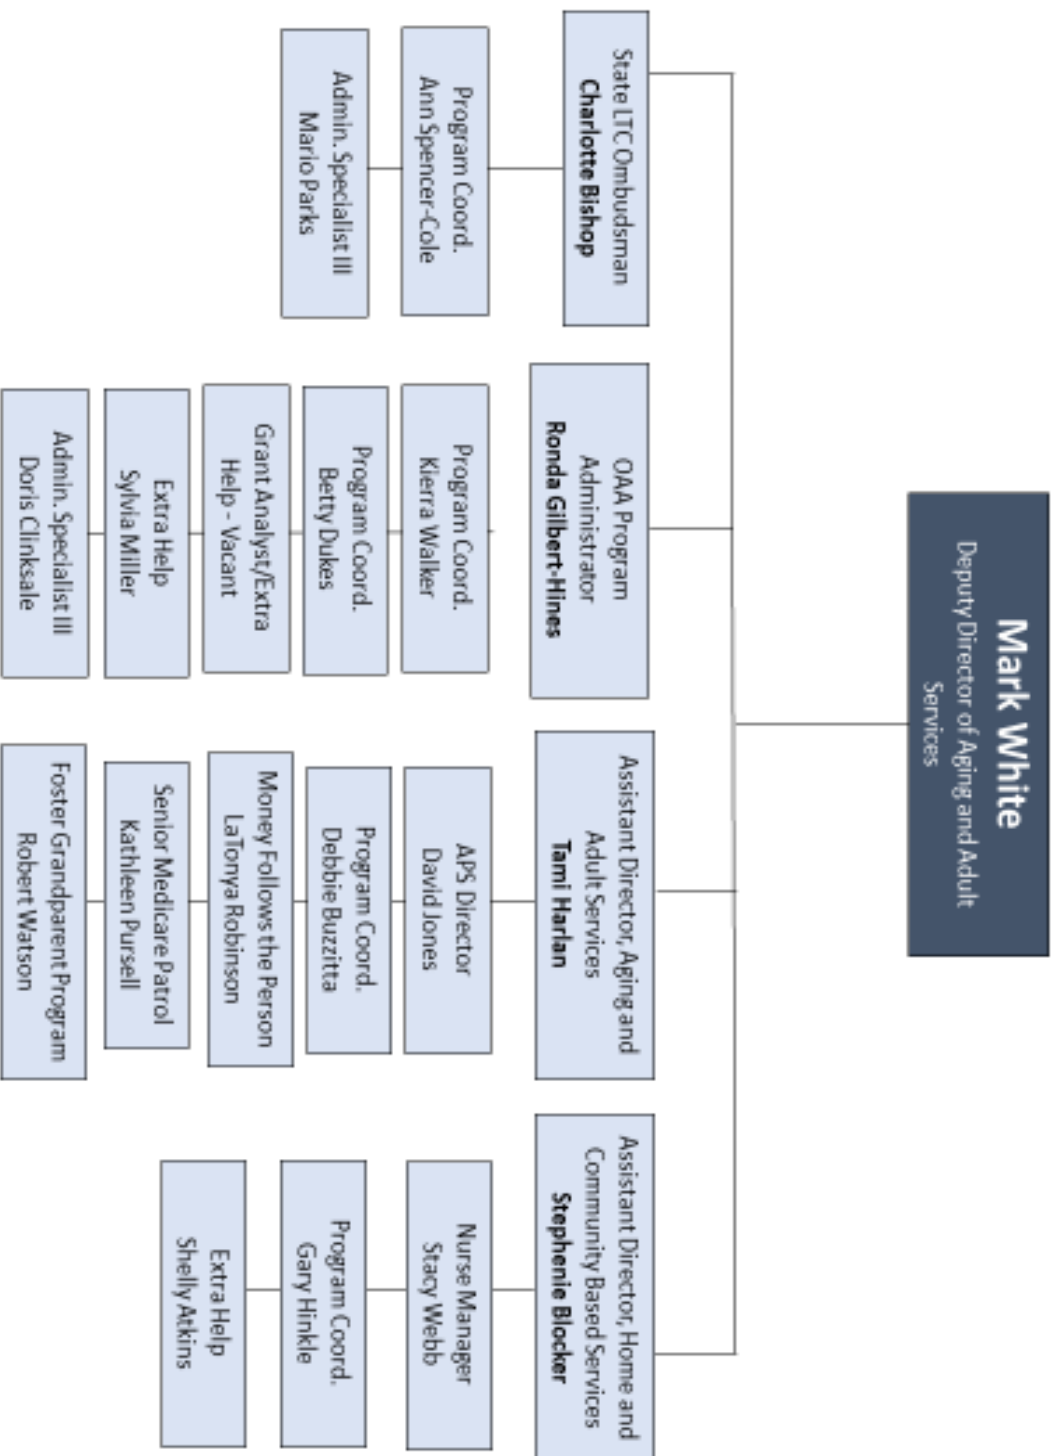 Mark White
Deputy Director of Aging and Adult
Services
State LTC Ombudsman
Charlotte Bishop
Program Coord.
Ann Spencer-Cole
Admin. Specialist III
Mario Parks
OAA Program
Administrator
Ronda Gilbert-Hines
Program Coord.
Kierra Walker
Program Coord.
Betty Dukes
Grant Analyst/Extra
Help - Vacant
Extra Help
Sylvia Miller
Admin. Specialist III
Doris Clinksale
Assistant Director, Aging and
Adult Services
Tami Harlan
APS Director
David Jones
Program Coord.
Debbie Buzzitta
Money Follows the Person
LaTonya Robinson
Senior Medicare Patrol
Kathleen Pursell
Foster Grandparent Program
Robert Watson
Assistant Director, Home and
Community Based Services
Stephenie Blocker
Nurse Manager
Stacy Webb
Program Coord.
Gary Hinkle
Extra Help
Shelly Atkins